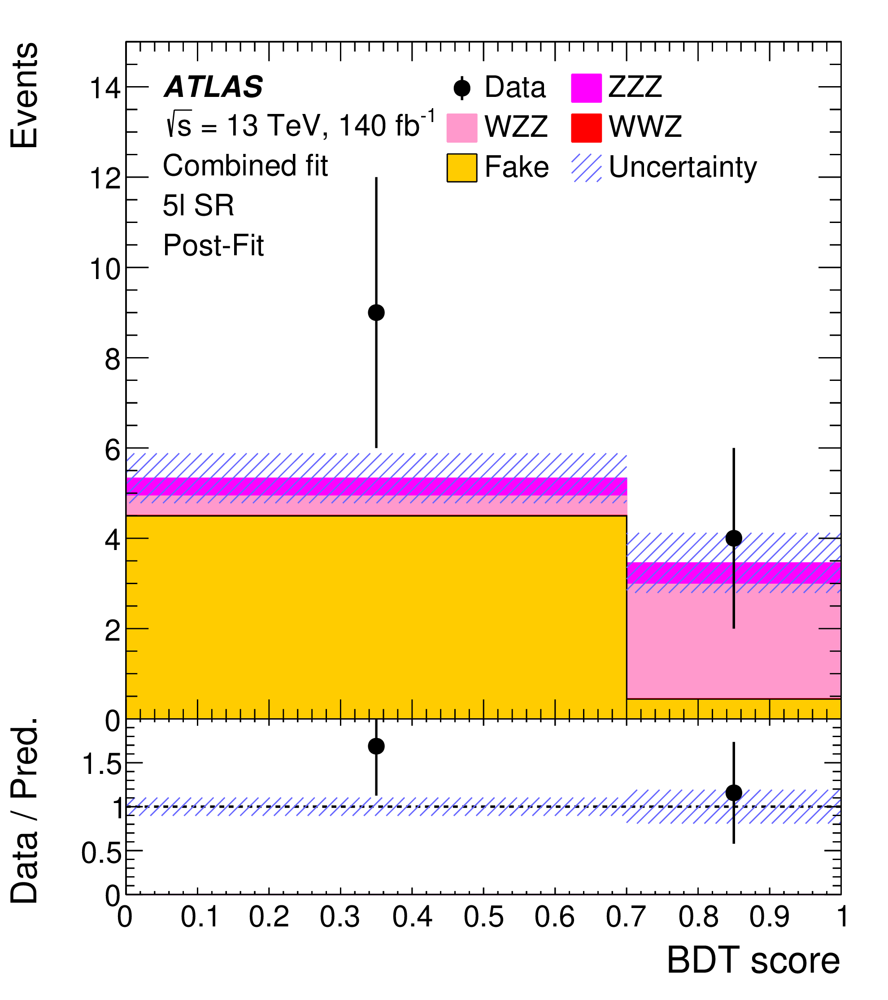 Events
14
12
10
8
6
4
2
0
ATLAS
√s = 13 TeV, 140 fb-1
Combined fit
5l SR
Post-Fit
Data
ZZZ
WZZ
WWZ
Fake
Uncertainty
Data / Pred.
1.5
1
0.5
0
0 0.1 0.2 0.3 0.4 0.5 0.6 0.7 0.8 0.9 1
BDT score